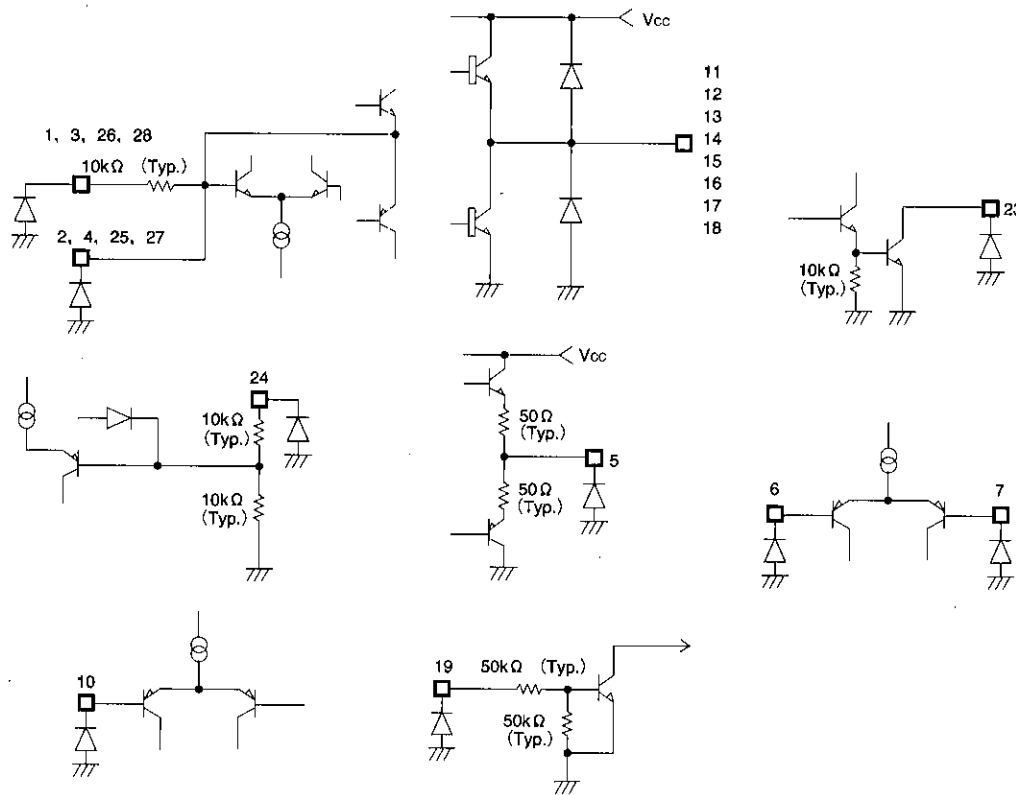 Vcc
11
12
13
14
15
16
17
18
1, 3, 26, 28
10kΩ (Typ.)
2, 4, 25, 27
23
10kΩ
(Typ.)
24
10kΩ
(Typ.)
10kΩ
(Typ.)
Vcc
50Ω
(Typ.)
5
50Ω
(Typ.)
6
7
10
19
50kΩ (Typ.)
50kΩ
(Typ.)